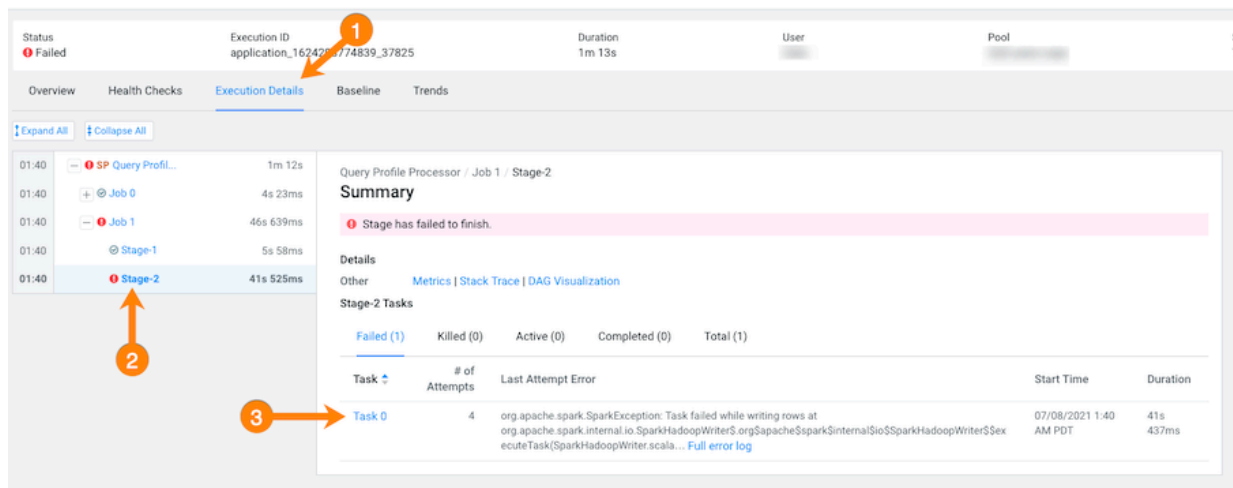 Status
Failed
Execution ID
application_162428?774839_37825
Duration
1m 13s
User
Pool
1
Overview Health Checks Execution Details Baseline Trends
Expand All Collapse All
01:40 SP Query Profil... 1m 12s
01:40 Job 0 4s 23ms
01:40 Job 1 46s 639ms
01:40 Stage-1 5s 58ms
01:40 Stage-2 41s 525ms
2
Query Profile Processor / Job 1 / Stage-2
Summary
Stage has failed to finish.
Details
Other Metrics | Stack Trace | DAG Visualization
Stage-2 Tasks
Failed (1) Killed (0) Active (0) Completed (0) Total (1)
Task # of Attempts Last Attempt Error Start Time Duration
3
Task 0 4
org.apache.spark.SparkException: Task failed while writing rows at
org.apache.spark.internal.io.SparkHadoopWriter$.org$apache$spark$internal$io$SparkHadoopWriter$$ex
ecuteTask(SparkHadoopWriter.scala... Full error log
07/08/2021 1:40
AM PDT
41s
437ms